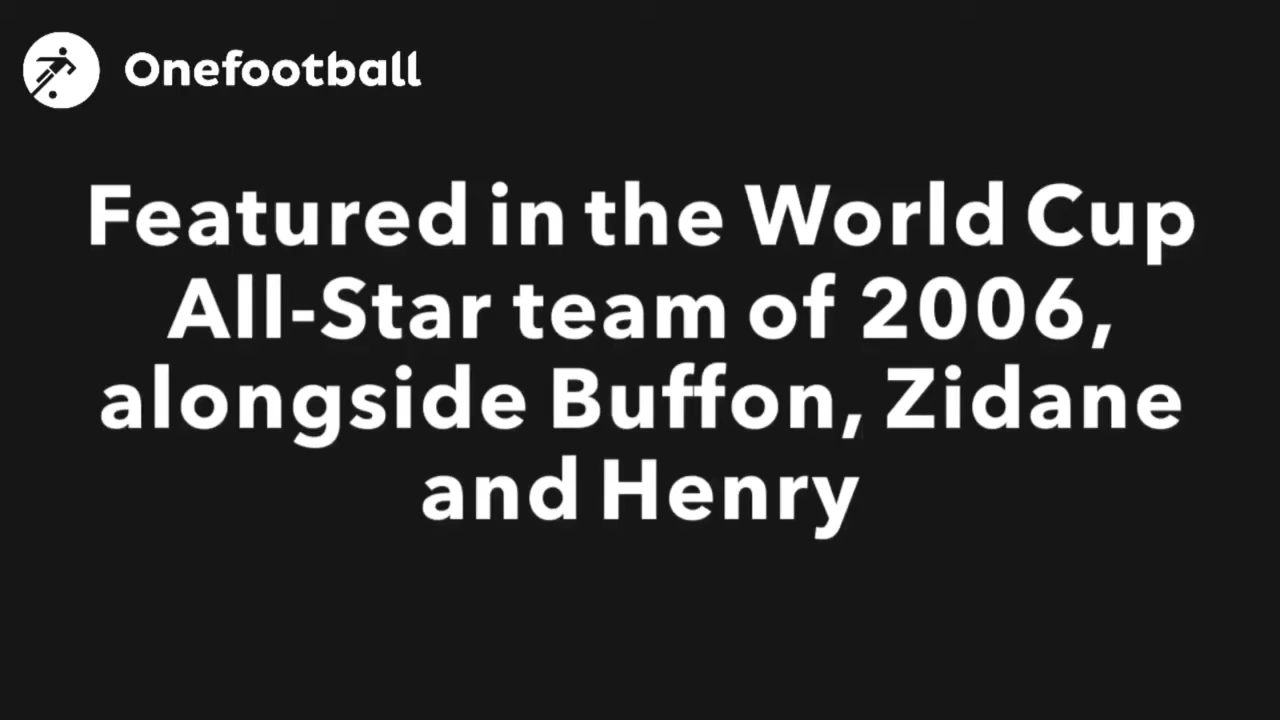 Onefootball
Featured in the World Cup
All-Star team of 2006,
alongside Buffon, Zidane
and Henry